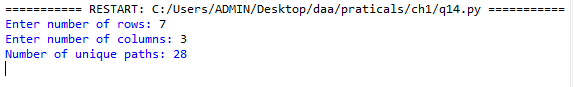 =========== RESTART: C:/Users/ADMIN/Desktop/daa/praticals/ch1/q14.py ===========
Enter number of rows: 7
Enter number of columns: 3
Number of unique paths: 28